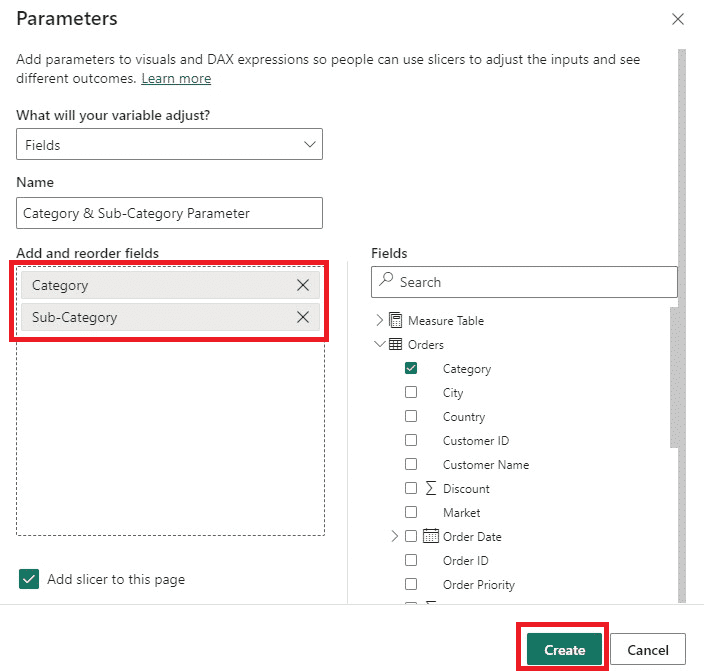 Parameters
Add parameters to visuals and DAX expressions so people can use slicers to adjust the inputs and see
different outcomes. Learn more
What will your variable adjust?
Fields
Name
Category & Sub-Category Parameter
Add and reorder fields
Category
Sub-Category
Fields
Search
Measure Table
Orders
Category
City
Country
Customer ID
Customer Name
Discount
Market
Order Date
Order ID
Order Priority
Add slicer to this page
Create
Cancel